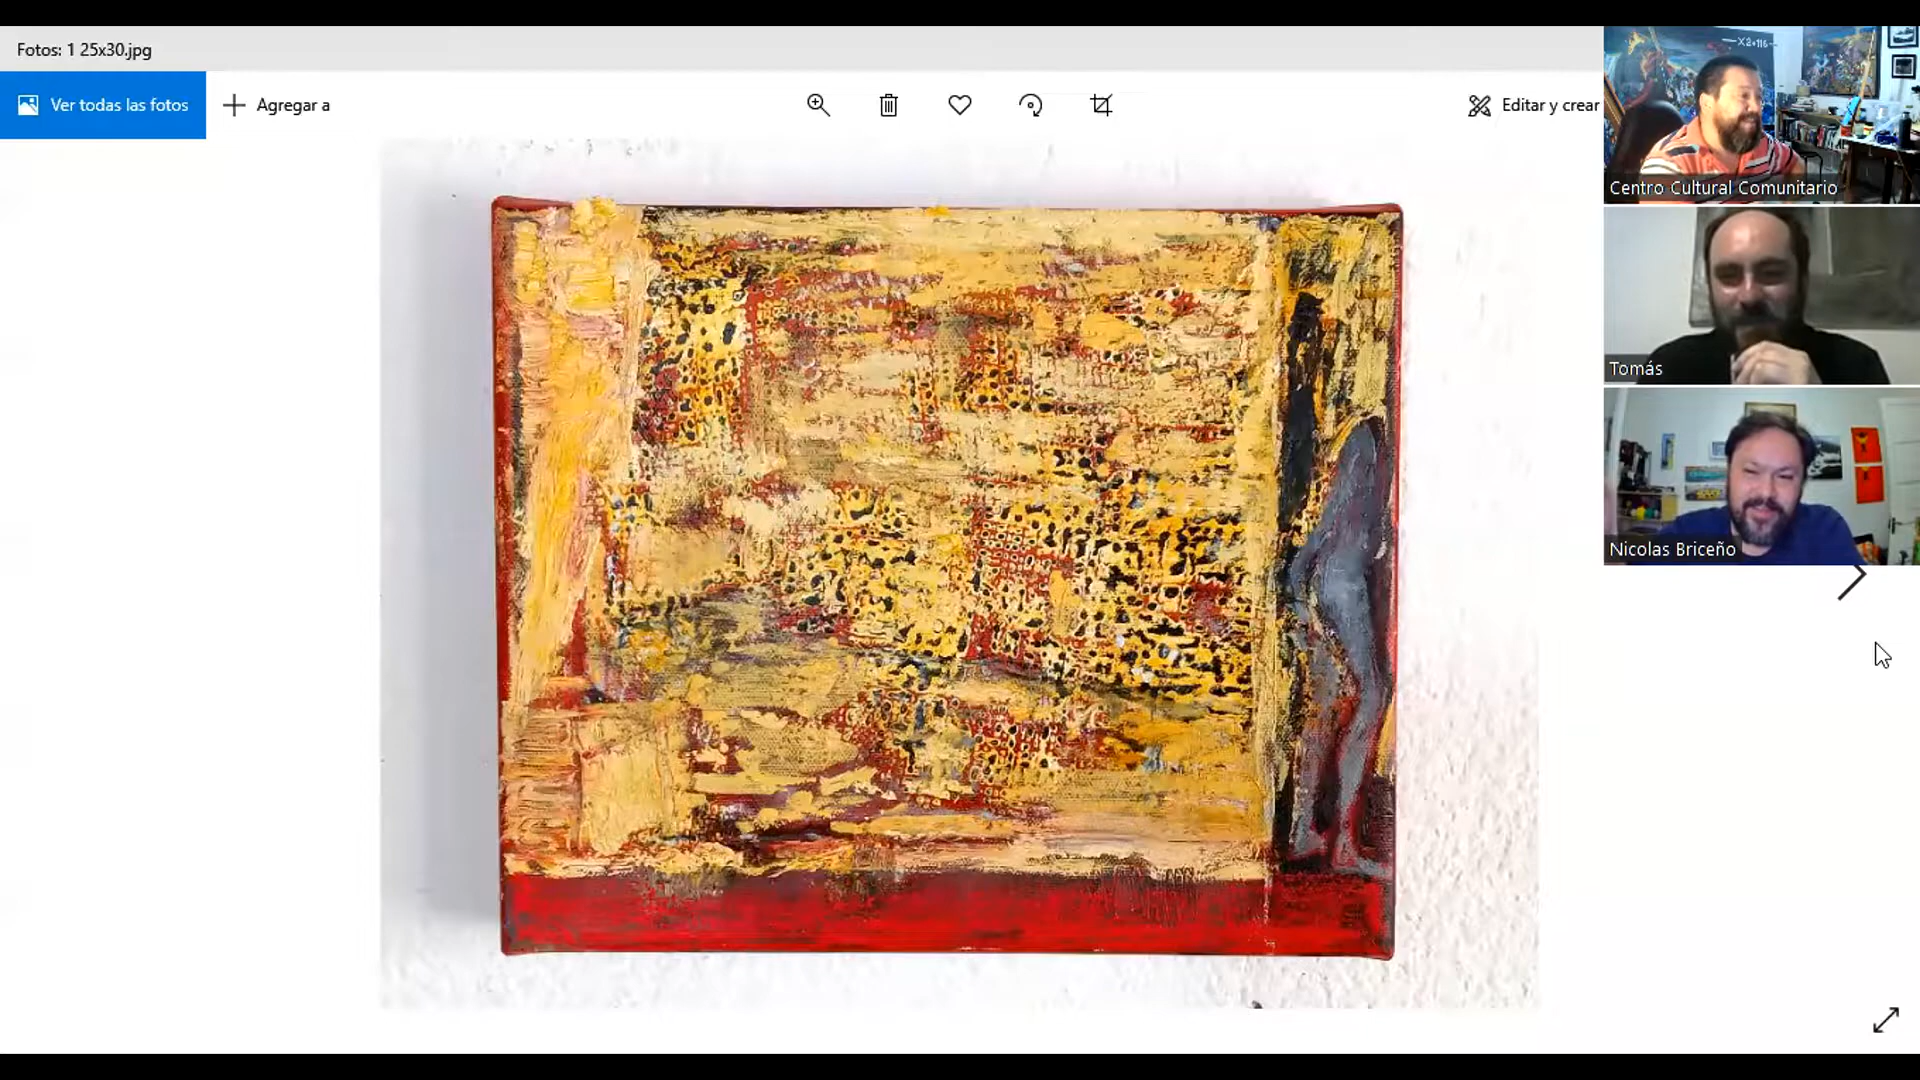 Fotos: 1 25x30.jpg
Ver todas las fotos
Agregar a
Editar y crear
Centro Cultural Comunitario
Tomás
Nicolas Briceño